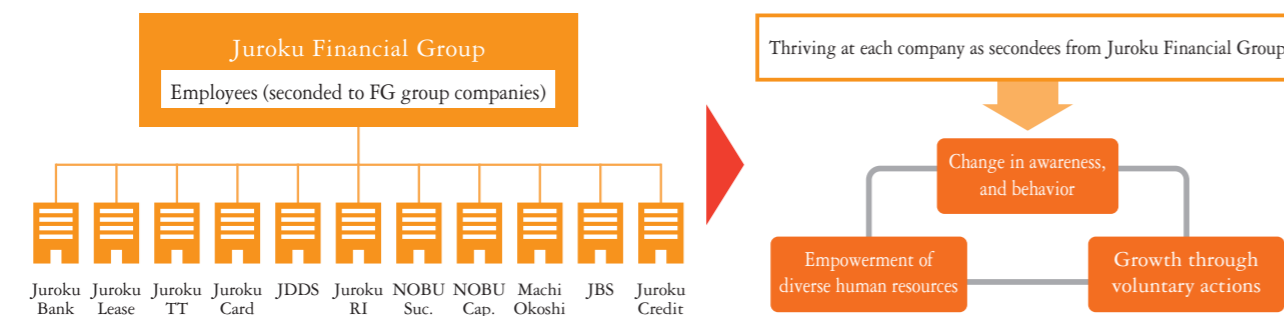 Juroku Financial Group
Employees (seconded to FG group companies)
Juroku Bank
Juroku Lease
Juroku TT
Juroku Card
JDDS
Juroku RI
NOBU Suc.
NOBU Cap.
Machi Okoshi
JBS
Juroku Credit
Thriving at each company as secondees from Juroku Financial Group
Change in awareness,
and behavior
Empowerment of
diverse human resources
Growth through
voluntary actions